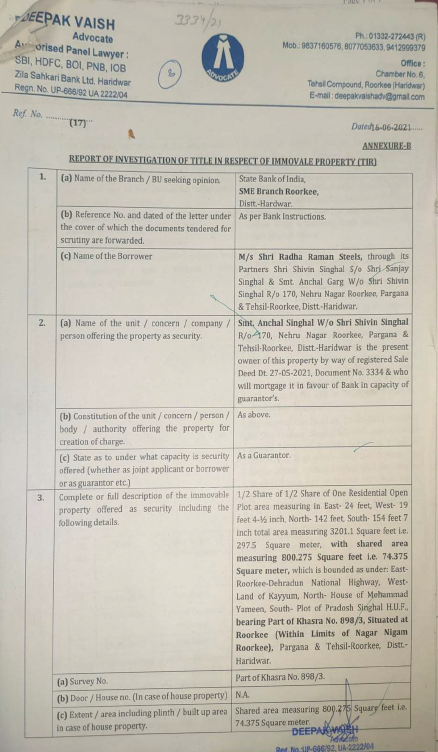 DEEPAK VAISH
Advocate
Authorised Panel Lawyer :
SBI, HDFC, BOI, PNB, IOB
Zila Sahkari Bank Ltd. Haridwar
Regn. No. UP-666/92 UA 2222/04
3334/21
ADVOCATE
Ph.: 01332-272443 (R)
Mob.: 9837160576, 8077053633, 9412999379
Office :
Chamber No. 6,
Tehsil Compound, Roorkee (Haridwar)
E-mail : deepakvaishadv@gmail.com
Ref. No. ............
(17)
Dated 16-06-2021
ANNEXURE-B
REPORT OF INVESTIGATION OF TITLE IN RESPECT OF IMMOVALE PROPERTY (TIR)
1.
(a) Name of the Branch / BU seeking opinion.
State Bank of India,
SME Branch Roorkee,
Distt.-Hardwar.
(b) Reference No. and dated of the letter under
the cover of which the documents tendered for
scrutiny are forwarded.
As per Bank Instructions.
(c) Name of the Borrower
M/s Shri Radha Raman Steels, through its
Partners Shri Shivin Singhal S/o Shri Sanjay
Singhal & Smt. Anchal Garg W/o Shri Shivin
Singhal R/o 170, Nehru Nagar Roorkee, Pargana
& Tehsil-Roorkee, Distt.-Hardwar.
2.
(a) Name of the unit / concern / company /
person offering the property as security.
Smt. Anchal Singhal W/o Shri Shivin Singhal
R/o 170, Nehru Nagar Roorkee, Pargana &
Tehsil-Roorkee, Distt.-Hardwar is the present
owner of this property by way of registered Sale
Deed Dt. 27-05-2021, Document No. 3334 & who
will mortgage it in favour of Bank in capacity of
guarantor's.
(b) Constitution of the unit / concern / person /
body / authority offering the property for
creation of charge.
As above.
(c) State as to under what capacity is security
offered (whether as joint applicant or borrower
or as guarantor etc.)
As a Guarantor.
3.
Complete or full description of the immovable
property offered as security including the
following details.
1/2 Share of 1/2 Share of One Residential Open
Plot area measuring in East- 24 feet, West- 19
feet 4-½ inch, North- 142 feet, South- 154 feet 7
inch total area measuring 3201.1 Square feet i.e.
297.5 Square meter, with shared area
measuring 800.275 Square feet i.e. 74.375
Square meter, which is bounded as under: East-
Roorkee-Dehradun National Highway, West-
Land of Kayyum, North- House of Mohammad
Yameen, South- Plot of Pradosh Singhal H.U.F.,
bearing Part of Khasra No. 898/3, Situated at
Roorkee (Within Limits of Nagar Nigam
Roorkee), Pargana & Tehsil-Roorkee, Distt.-
Hardwar.
(a) Survey No.
Part of Khasra No. 898/3.
(b) Door / House no. (In case of house property)
N.A.
(c) Extent / area including plinth / built up area
in case of house property.
Shared area measuring 800.275 Square feet i.e.
74.375 Square meter.
DEEPAK VAISH
Advocate
Reg. No.:UP-666/92, UA-2222/04